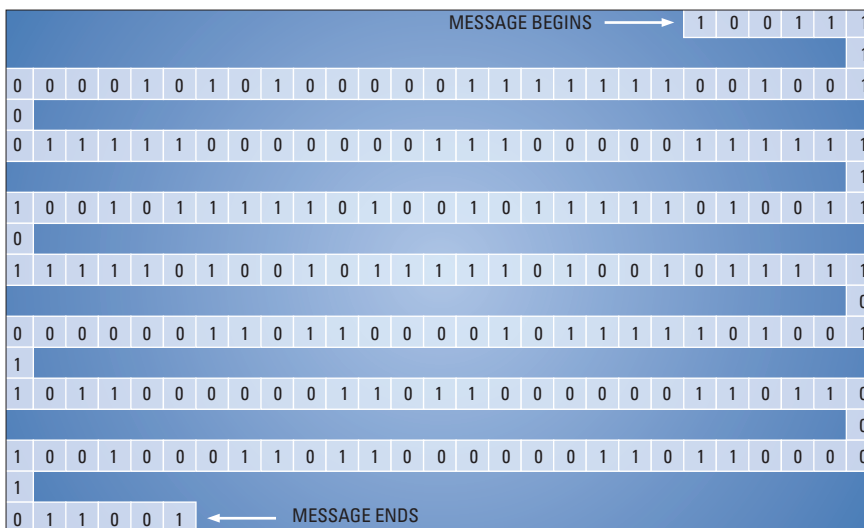 MESSAGE BEGINS 1 0 0 1 1 1
1
0 0 0 0 1 0 1 0 1 0 0 0 0 0 1 1 1 1 1 1 1 0 0 1 0 0 1
0
0 1 1 1 1 1 0 0 0 0 0 0 0 1 1 1 0 0 0 0 0 1 1 1 1 1 1
1
1 0 0 1 0 1 1 1 1 1 0 1 0 0 1 0 1 1 1 1 1 0 1 0 0 1 1
0
1 1 1 1 1 0 1 0 0 1 0 1 1 1 1 1 0 1 0 0 1 0 1 1 1 1 1
0
0 0 0 0 0 0 1 1 0 1 1 0 0 0 0 1 0 1 1 1 1 1 0 1 0 0 1
1
1 0 1 1 0 0 0 0 0 0 1 1 0 1 1 0 0 0 0 0 0 1 1 0 1 1 0
0
1 0 0 1 0 0 0 1 1 0 1 1 0 0 0 0 0 0 1 1 0 1 1 0 0 0 0
1
0 1 1 0 0 1 MESSAGE ENDS